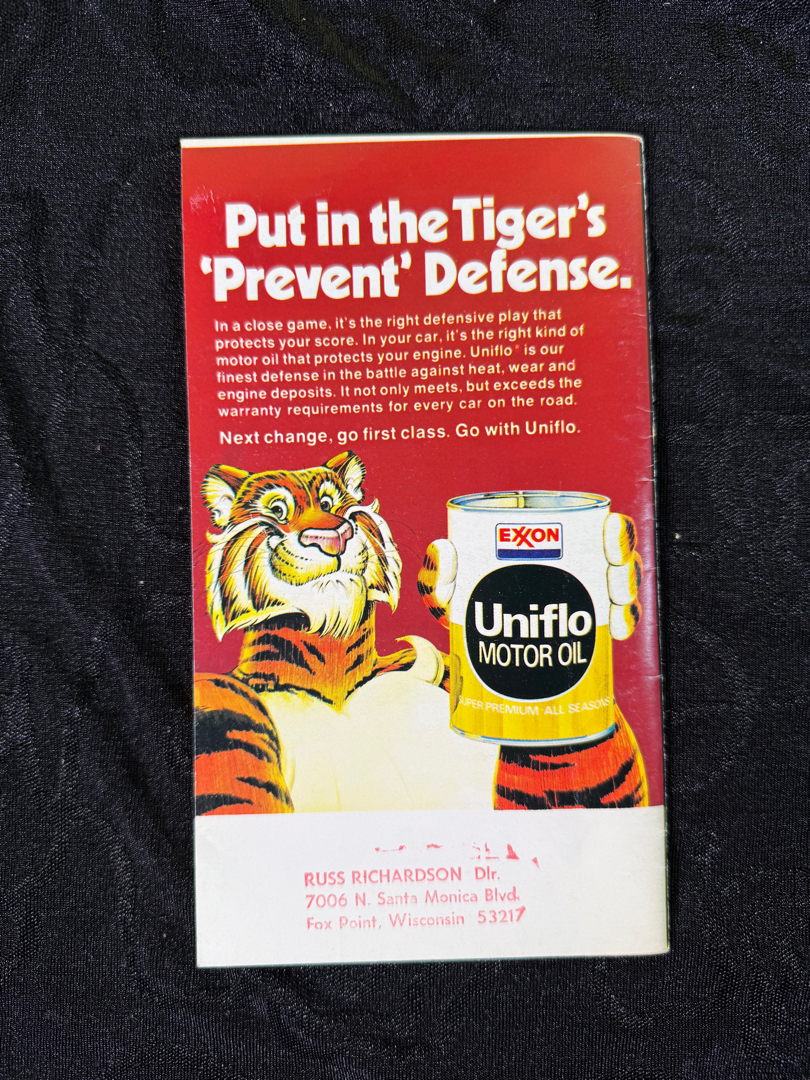 Put in the Tiger's
'Prevent' Defense.
In a close game, it's the right defensive play that
protects your score. In your car, it's the right kind of
motor oil that protects your engine. Uniflo® is our
finest defense in the battle against heat, wear and
engine deposits. It not only meets, but exceeds the
warranty requirements for every car on the road.
Next change, go first class. Go with Uniflo.
EXXON
Uniflo
MOTOR OIL
SUPER PREMIUM · ALL SEASONS
RUSS RICHARDSON Dlr.
7006 N. Santa Monica Blvd.
Fox Point, Wisconsin 53217